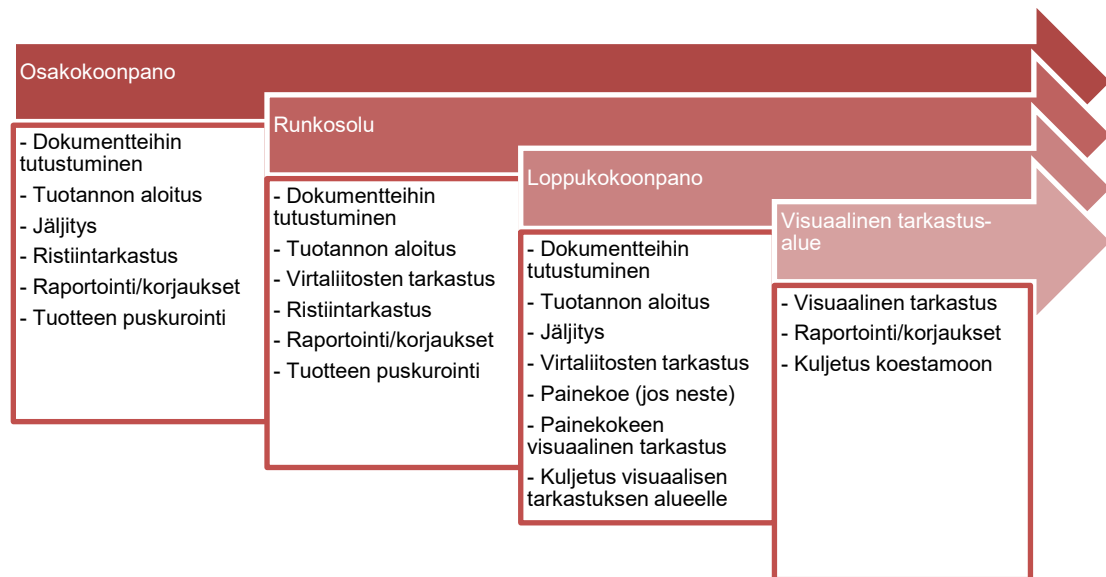 Osakokoonpano
- Dokumentteihin
tutustuminen
- Tuotannon aloitus
- Jäljitys
- Ristiintarkastus
- Raportointi/korjaukset
- Tuotteen puskurointi
Runkosolu
- Dokumentteihin
tutustuminen
- Tuotannon aloitus
- Virtaliitosten tarkastus
- Ristiintarkastus
- Raportointi/korjaukset
- Tuotteen puskurointi
Loppukokoonpano
- Dokumentteihin
tutustuminen
- Tuotannon aloitus
- Jäljitys
- Virtaliitosten tarkastus
- Painekoe (jos neste)
- Painekokeen
visuaalinen tarkastus
- Kuljetus visuaalisen
tarkastuksen alueelle
Visuaalinen tarkastus-
alue
- Visuaalinen tarkastus
- Raportointi/korjaukset
- Kuljetus koestamoon